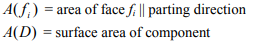 A(fᵢ) = area of face fᵢ || parting direction
A(D) = surface area of component